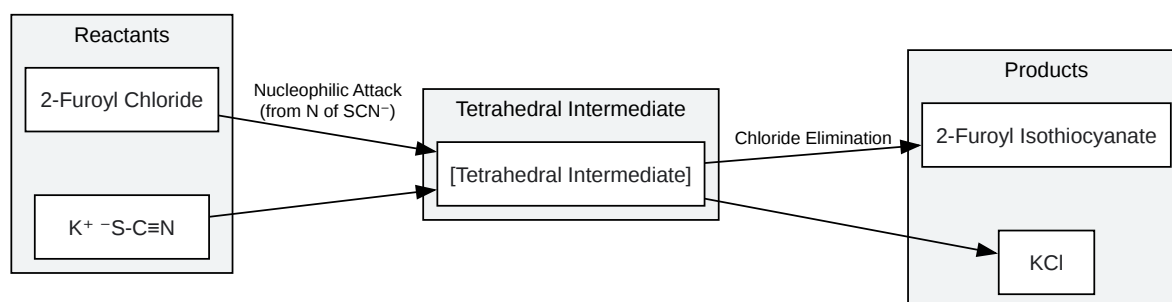 Reactants
2-Furoyl Chloride
K⁺ ⁻S-C≡N
Nucleophilic Attack
(from N of SCN⁻)
Tetrahedral Intermediate
[Tetrahedral Intermediate]
Chloride Elimination
Products
2-Furoyl Isothiocyanate
KCl